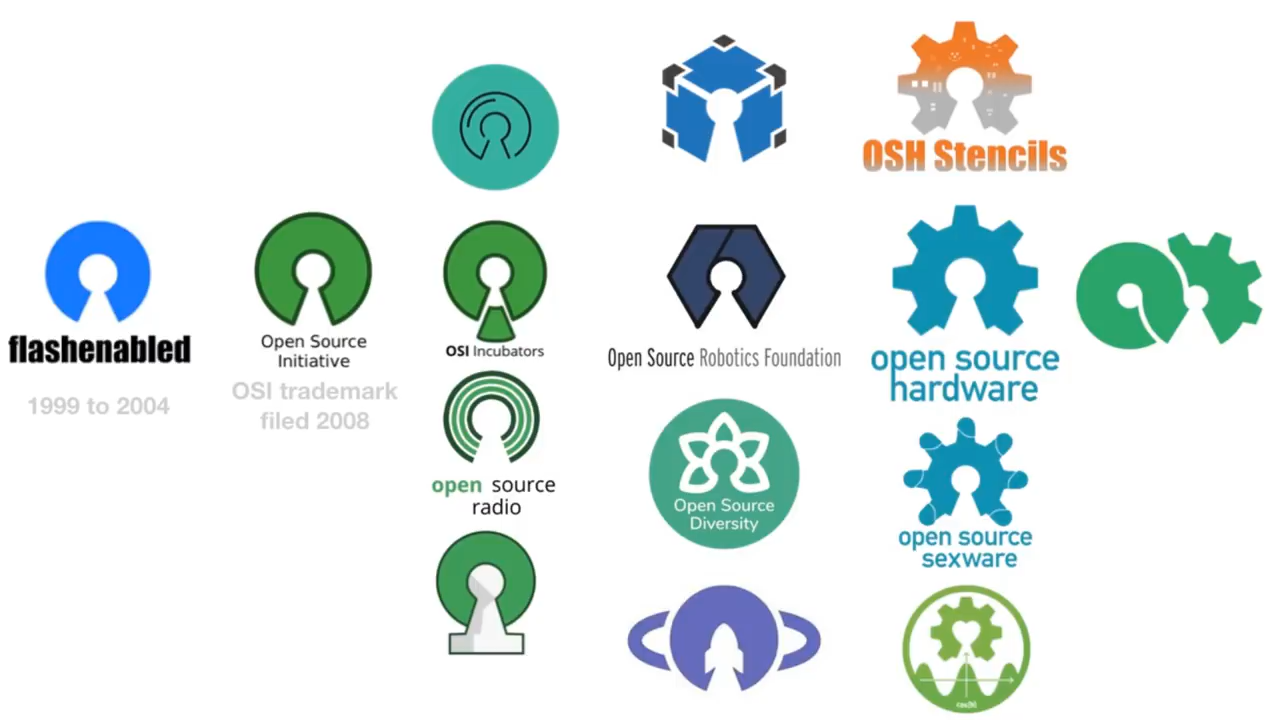 flashenabled
1999 to 2004
Open Source
Initiative
OSI trademark
filed 2008
OSI Incubators
open source
radio
Open Source Robotics Foundation
Open Source
Diversity
OSH Stencils
open source
hardware
open source
sexware